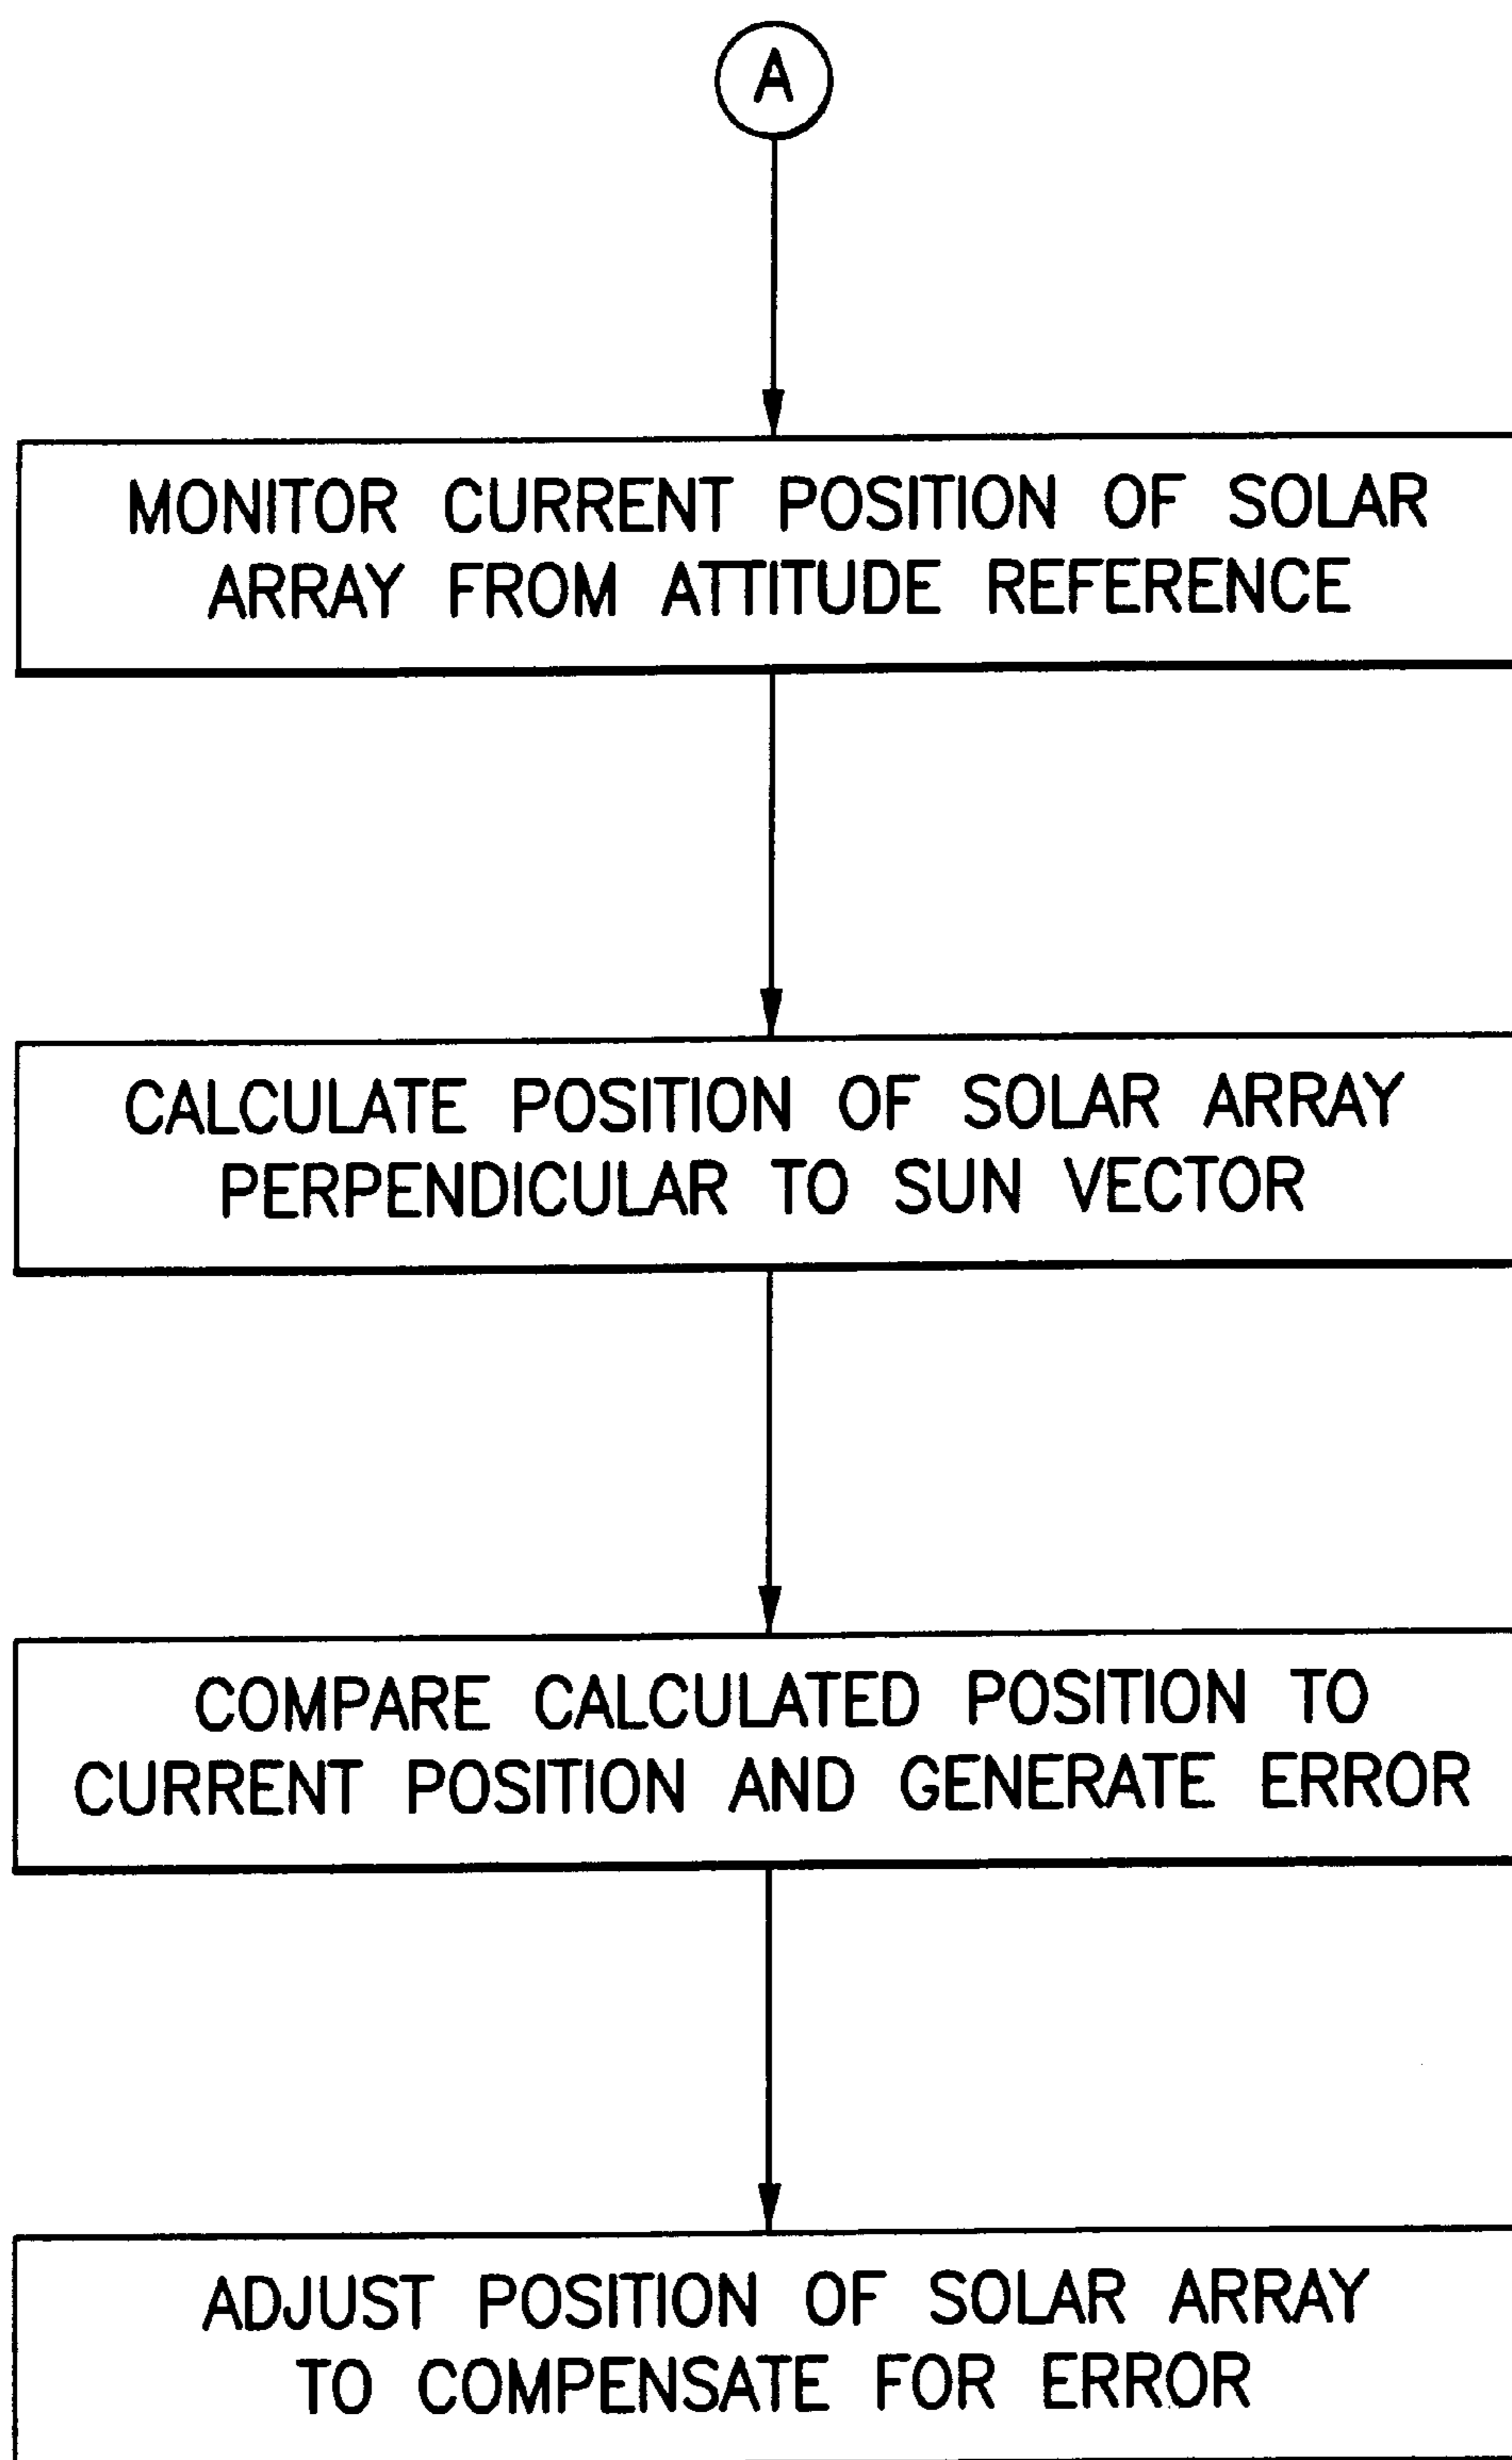 A
MONITOR CURRENT POSITION OF SOLAR
ARRAY FROM ATTITUDE REFERENCE
CALCULATE POSITION OF SOLAR ARRAY
PERPENDICULAR TO SUN VECTOR
COMPARE CALCULATED POSITION TO
CURRENT POSITION AND GENERATE ERROR
ADJUST POSITION OF SOLAR ARRAY
TO COMPENSATE FOR ERROR